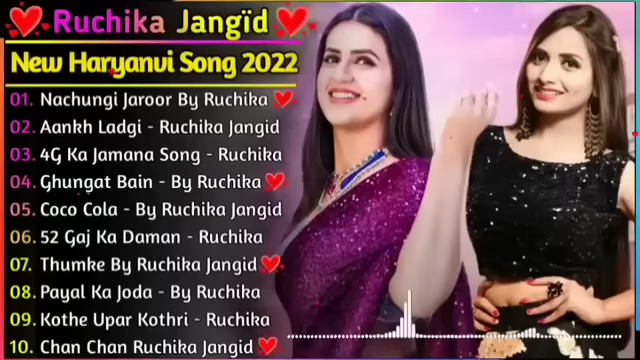 Ruchika Jangïd
New Haryanvi Song 2022
01. Nachungi Jaroor By Ruchika
02. Aankh Ladgi - Ruchika Jangid
03. 4G Ka Jamana Song - Ruchika
04. Ghungat Bain - By Ruchika
05. Coco Cola - By Ruchika Jangid
06. 52 Gaj Ka Daman - Ruchika
07. Thumke By Ruchika Jangid
08. Payal Ka Joda - By Ruchika
09. Kothe Upar Kothri - Ruchika
10. Chan Chan Ruchika Jangid